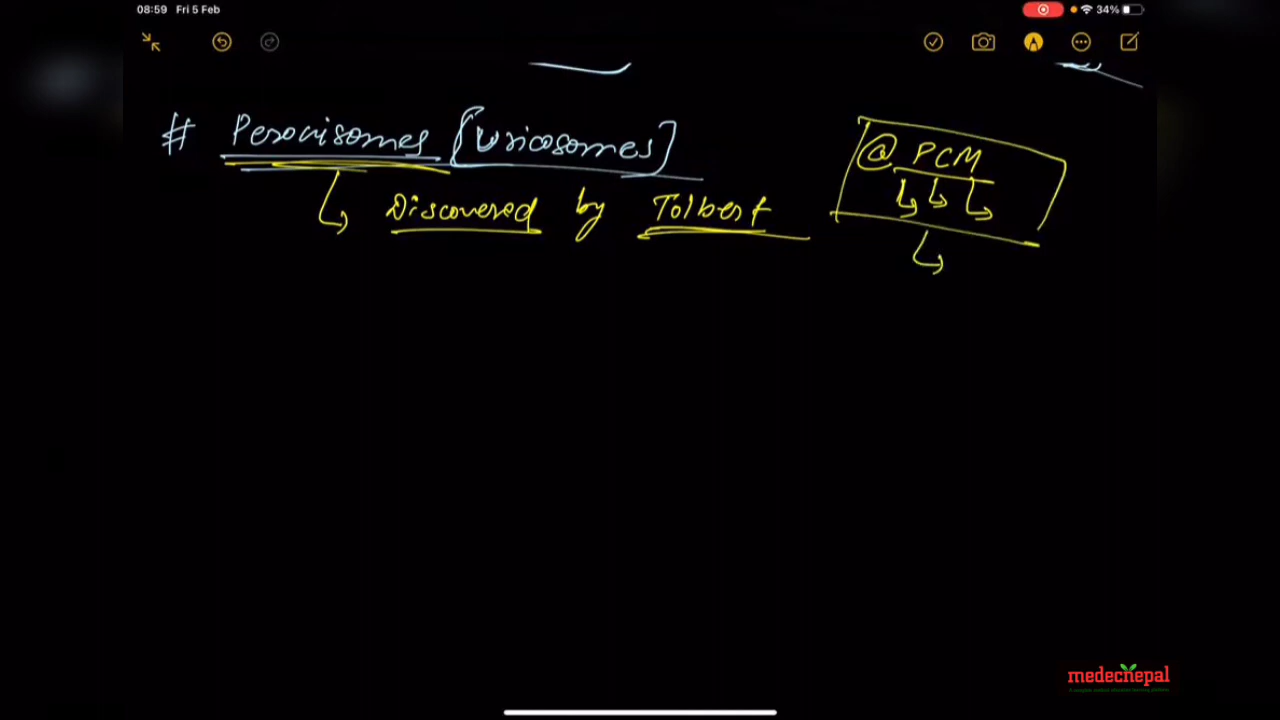 08:59 Fri 5 Feb 34%
# Peroxisomes [Uricosomes]
@ PCM
Discovered by Tolbert
medecnepal